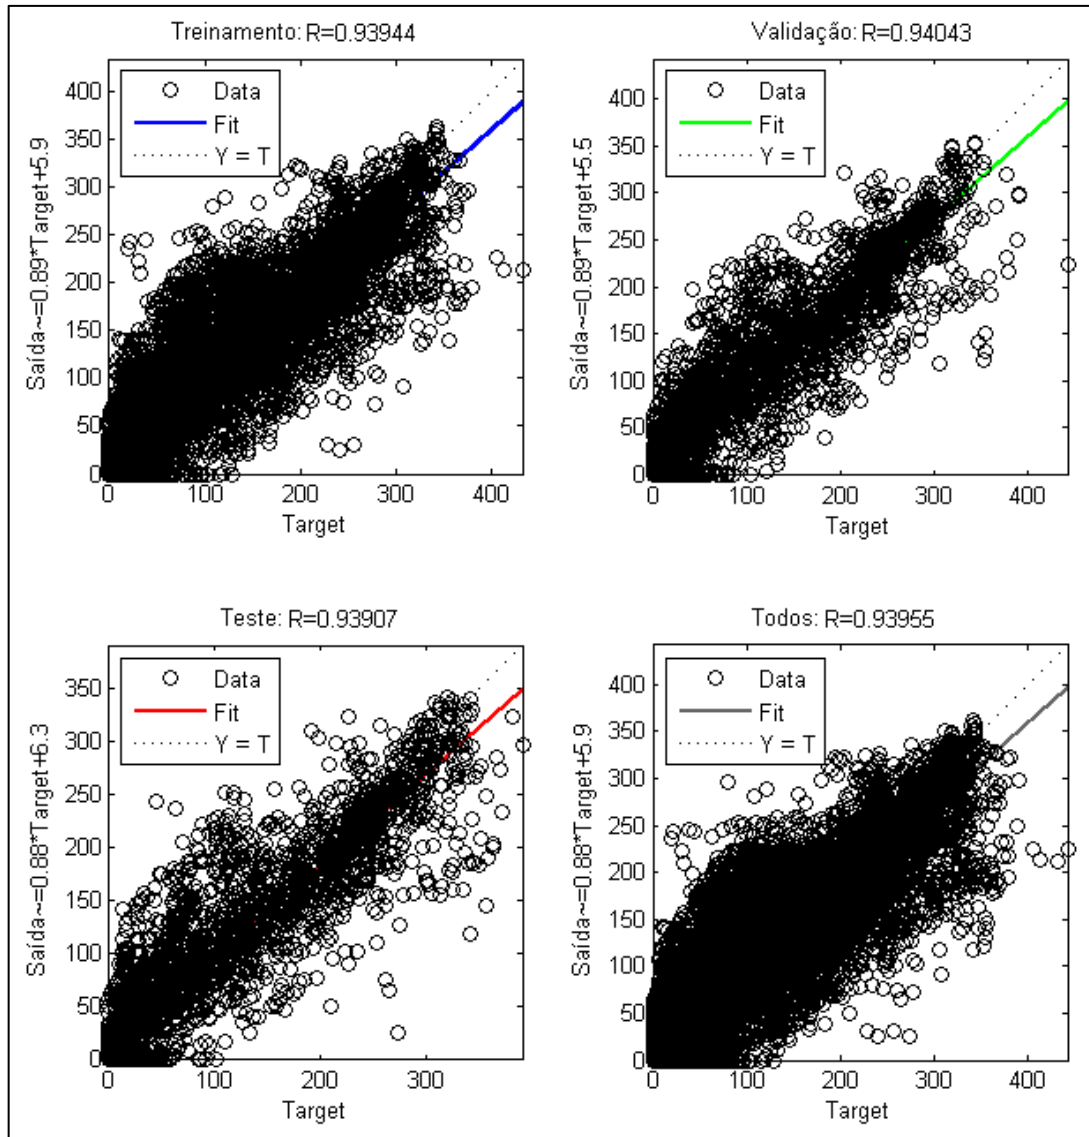 Treinamento: R=0.93944
Saída~=0.89*Target+5.9
400
350
300
250
200
150
100
50
0
Data
Fit
Y = T
0 100 200 300 400
Target
Validação: R=0.94043
Saída~=0.89*Target+5.5
400
350
300
250
200
150
100
50
0
Data
Fit
Y = T
0 100 200 300 400
Target
Teste: R=0.93907
Saída~=0.88*Target+6.3
350
300
250
200
150
100
50
0
Data
Fit
Y = T
0 100 200 300
Target
Todos: R=0.93955
Saída~=0.88*Target+5.9
400
350
300
250
200
150
100
50
0
Data
Fit
Y = T
0 100 200 300 400
Target